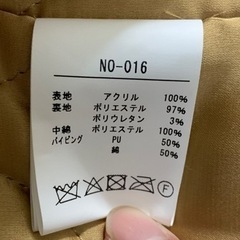 NO-016
表地 アクリル 100%
裏地 ポリエステル 97%
ポリウレタン 3%
中綿 ポリエステル 100%
パイピング PU 50%
綿 50%
F